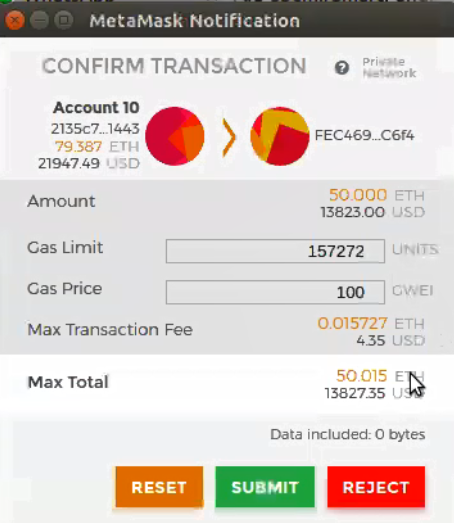 MetaMask Notification
CONFIRM TRANSACTION
? Private
Network
Account 10
2135c7...1443
79.387 ETH
21947.49 USD
FEC469...C6f4
Amount 50.000 ETH
13823.00 USD
Gas Limit 157272 UNITS
Gas Price 100 GWEI
Max Transaction Fee 0.015727 ETH
4.35 USD
Max Total 50.015 ETH
13827.35 USD
Data included: 0 bytes
RESET SUBMIT REJECT